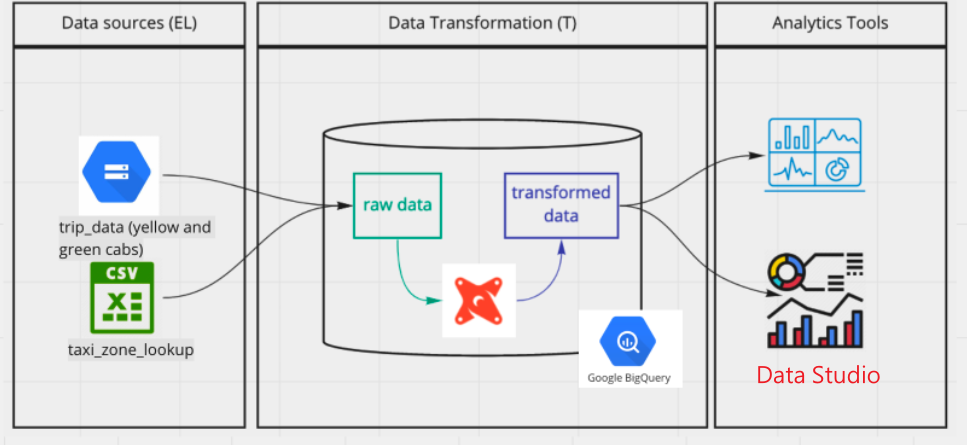 Data sources (EL)
Data Transformation (T)
Analytics Tools
trip_data (yellow and
green cabs)
CSV
X
taxi_zone_lookup
raw data
transformed
data
Google BigQuery
Data Studio